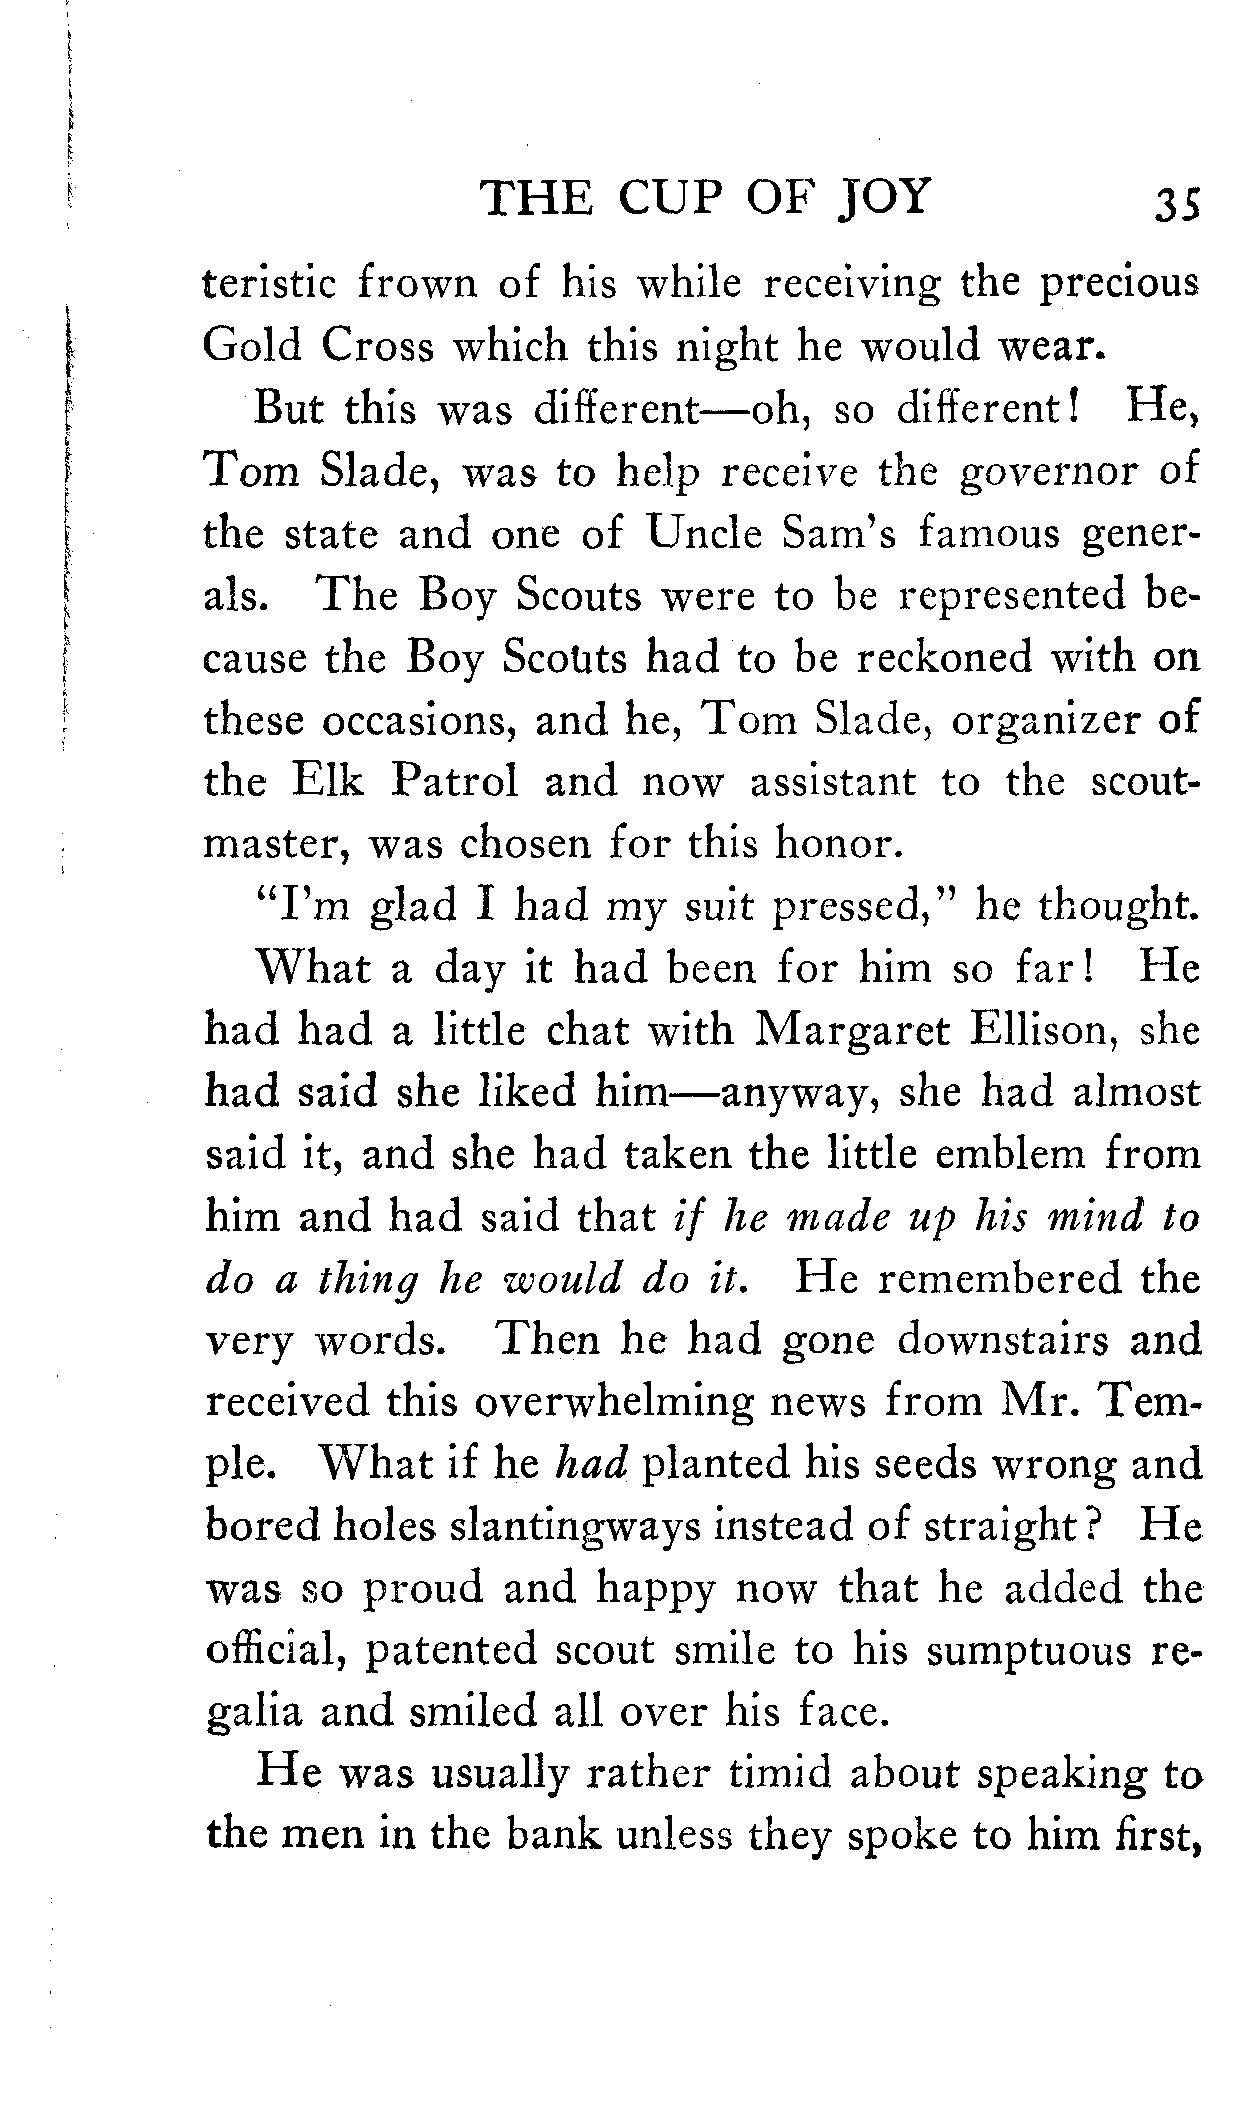 THE CUP OF JOY 35
teristic frown of his while receiving the precious
Gold Cross which this night he would wear.
But this was different—oh, so different! He,
Tom Slade, was to help receive the governor of
the state and one of Uncle Sam's famous gener-
als. The Boy Scouts were to be represented be-
cause the Boy Scouts had to be reckoned with on
these occasions, and he, Tom Slade, organizer of
the Elk Patrol and now assistant to the scout-
master, was chosen for this honor.
"I'm glad I had my suit pressed," he thought.
What a day it had been for him so far! He
had had a little chat with Margaret Ellison, she
had said she liked him—anyway, she had almost
said it, and she had taken the little emblem from
him and had said that if he made up his mind to
do a thing he would do it. He remembered the
very words. Then he had gone downstairs and
received this overwhelming news from Mr. Tem-
ple. What if he had planted his seeds wrong and
bored holes slantingways instead of straight? He
was so proud and happy now that he added the
official, patented scout smile to his sumptuous re-
galia and smiled all over his face.
He was usually rather timid about speaking to
the men in the bank unless they spoke to him first,